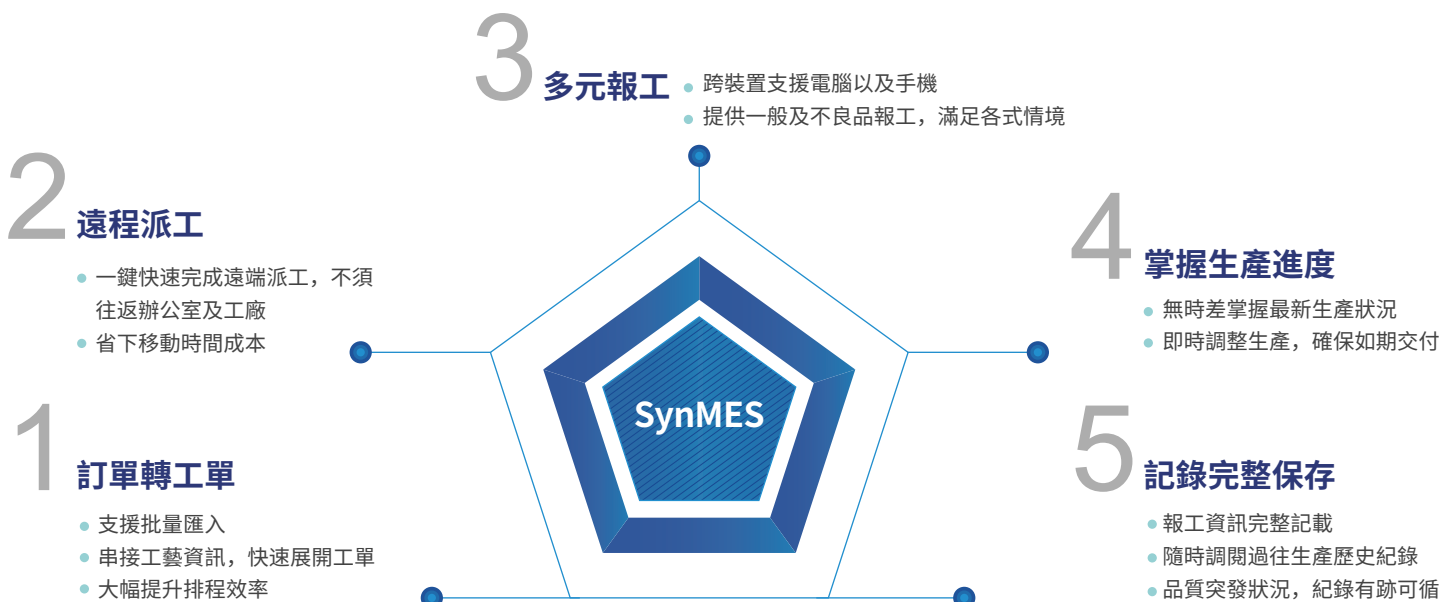 3
多元報工
跨裝置支援電腦以及手機
提供一般及不良品報工，滿足各式情境
2
遠程派工
一鍵快速完成遠端派工，不須
往返辦公室及工廠
省下移動時間成本
4
掌握生產進度
無時差掌握最新生產狀況
即時調整生產，確保如期交付
SynMES
1
訂單轉工單
支援批量匯入
串接工藝資訊，快速展開工單
大幅提升排程效率
5
記錄完整保存
報工資訊完整記載
隨時調閱過往生產歷史紀錄
品質突發狀況，紀錄有跡可循